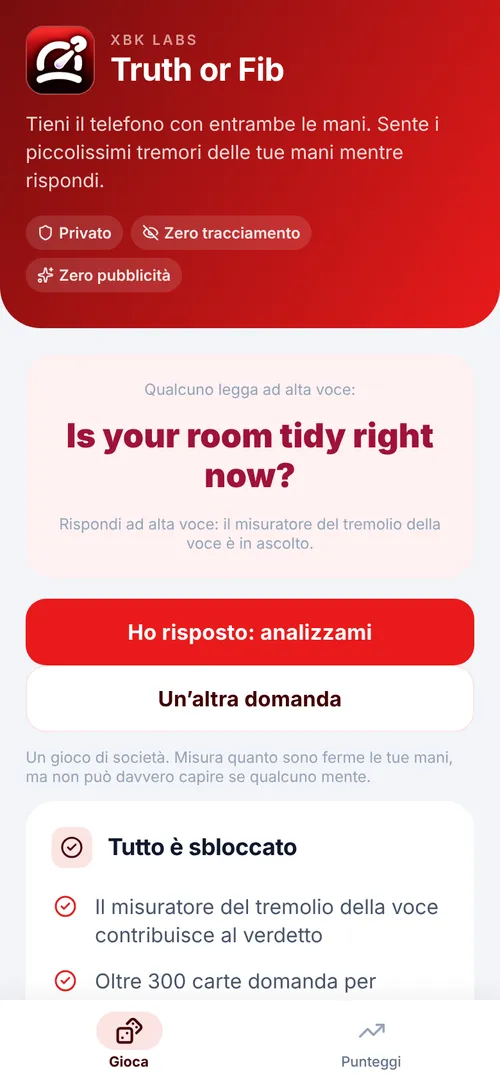 XBK LABS
Truth or Fib
Tieni il telefono con entrambe le mani. Sente i
piccolissimi tremori delle tue mani mentre
rispondi.
Privato
Zero tracciamento
Zero pubblicità
Qualcuno legga ad alta voce:
Is your room tidy right
now?
Rispondi ad alta voce: il misuratore del tremolio della
voce è in ascolto.
Ho risposto: analizzami
Un’altra domanda
Un gioco di società. Misura quanto sono ferme le tue mani,
ma non può davvero capire se qualcuno mente.
Tutto è sbloccato
Il misuratore del tremolio della voce
contribuisce al verdetto
Oltre 300 carte domanda per
Gioca
Punteggi